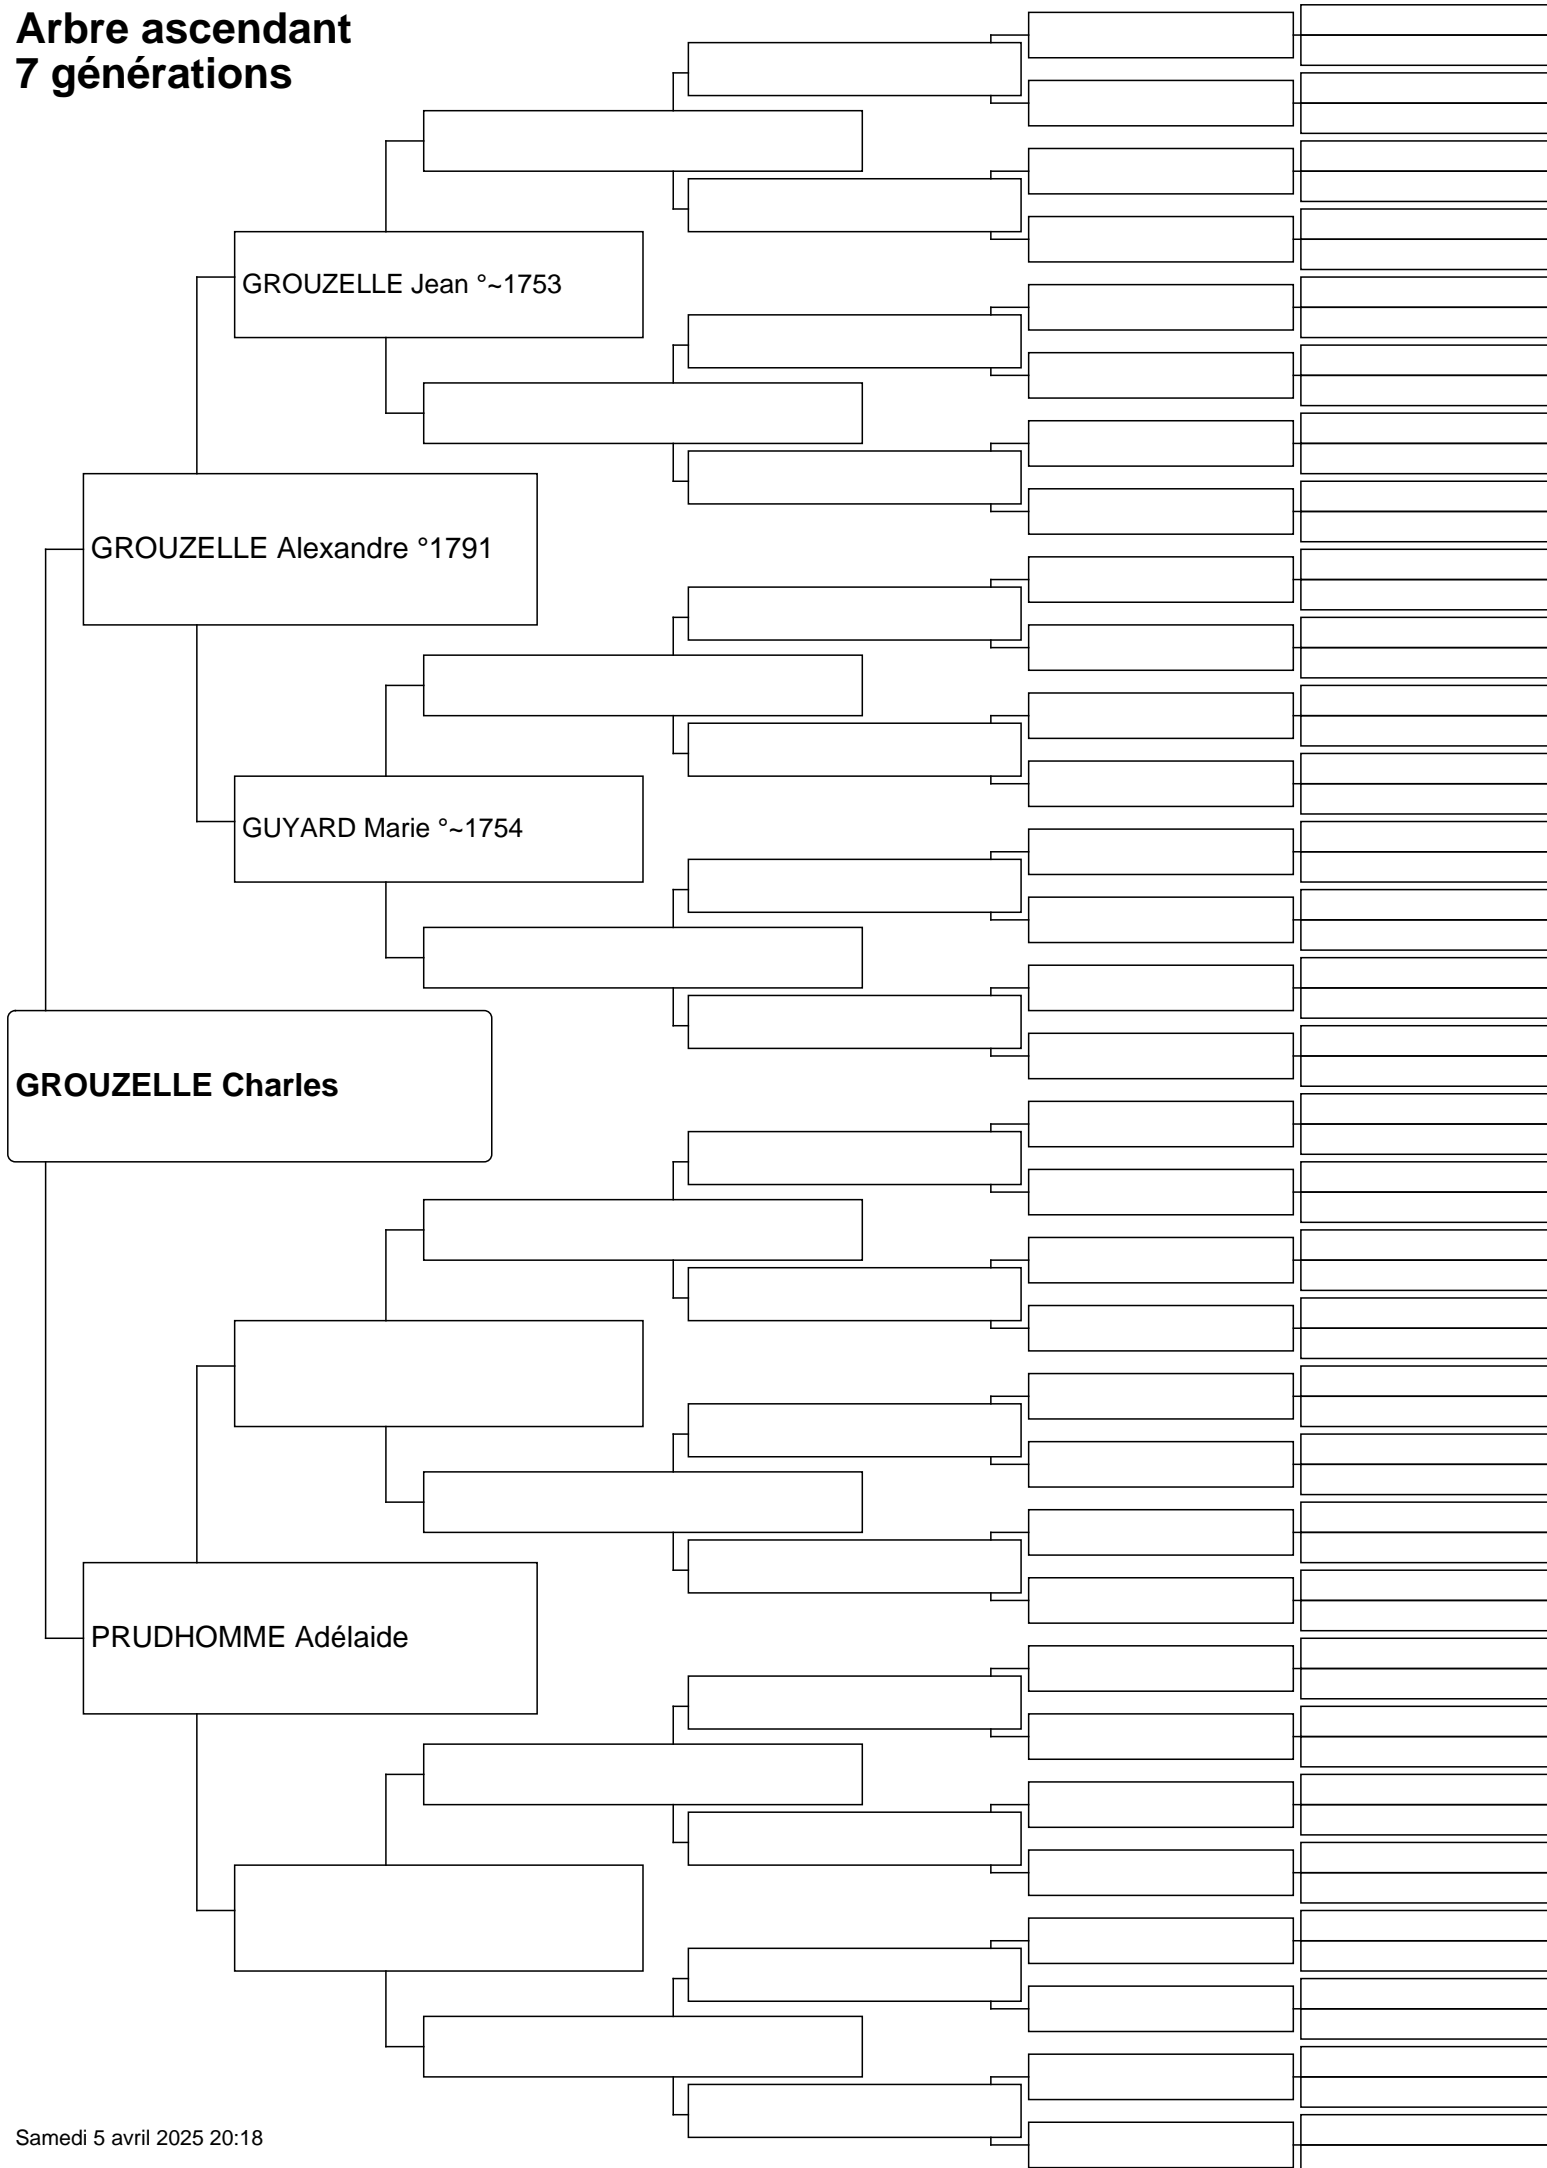 Arbre ascendant
7 générations
GROUZELLE Jean °~1753
GROUZELLE Alexandre °1791
GUYARD Marie °~1754
GROUZELLE Charles
PRUDHOMME Adélaide
Samedi 5 avril 2025 20:18